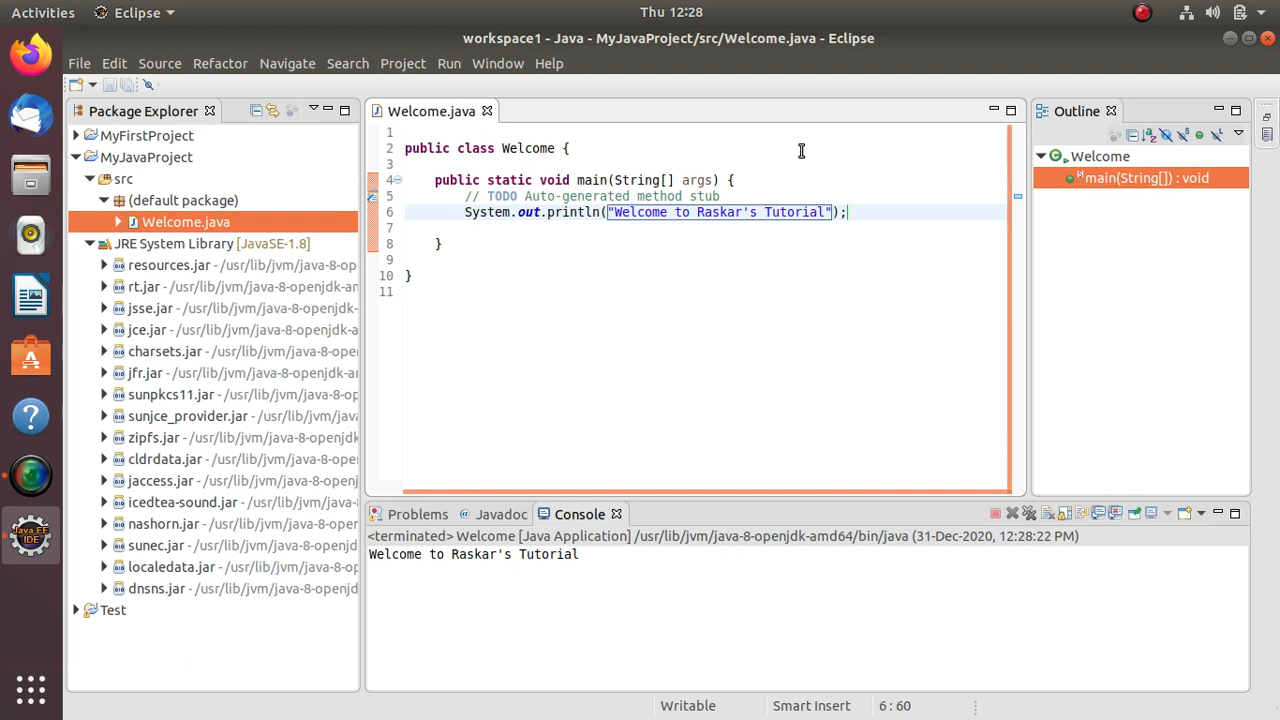 Activities Eclipse Thu 12:28
workspace1 - Java - MyJavaProject/src/Welcome.java - Eclipse
File Edit Source Refactor Navigate Search Project Run Window Help
Package Explorer
MyFirstProject
MyJavaProject
src
(default package)
Welcome.java
JRE System Library [JavaSE-1.8]
resources.jar - /usr/lib/jvm/java-8-op
rt.jar - /usr/lib/jvm/java-8-openjdk-an
jsse.jar - /usr/lib/jvm/java-8-openjdk-
jce.jar - /usr/lib/jvm/java-8-openjdk-a
charsets.jar - /usr/lib/jvm/java-8-ope
jfr.jar - /usr/lib/jvm/java-8-openjdk-a
sunpkcs11.jar - /usr/lib/jvm/java-8-op
sunjce_provider.jar - /usr/lib/jvm/java
zipfs.jar - /usr/lib/jvm/java-8-openjdk
cldrdata.jar - /usr/lib/jvm/java-8-ope
jaccess.jar - /usr/lib/jvm/java-8-open
icedtea-sound.jar - /usr/lib/jvm/java-
nashorn.jar - /usr/lib/jvm/java-8-oper
sunec.jar - /usr/lib/jvm/java-8-openjd
localedata.jar - /usr/lib/jvm/java-8-op
dnsns.jar - /usr/lib/jvm/java-8-openjd
Test
Welcome.java
1
2 public class Welcome {
3
4 public static void main(String[] args) {
5 // TODO Auto-generated method stub
6 System.out.println("Welcome to Raskar's Tutorial");
7
8 }
9
10 }
11
Outline
Welcome
main(String[]) : void
Problems Javadoc Console
<terminated> Welcome [Java Application] /usr/lib/jvm/java-8-openjdk-amd64/bin/java (31-Dec-2020, 12:28:22 PM)
Welcome to Raskar's Tutorial
Java EE
IDE
Writable Smart Insert 6 : 60